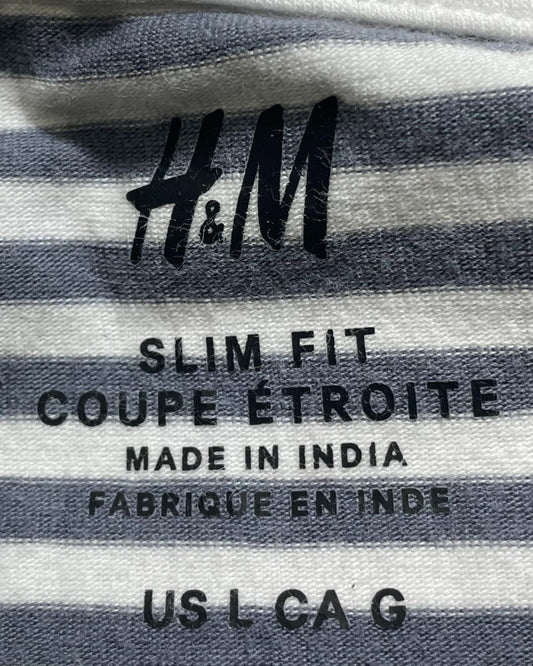 H&M
SLIM FIT
COUPE ÉTROITE
MADE IN INDIA
FABRIQUE EN INDE
US L CA G